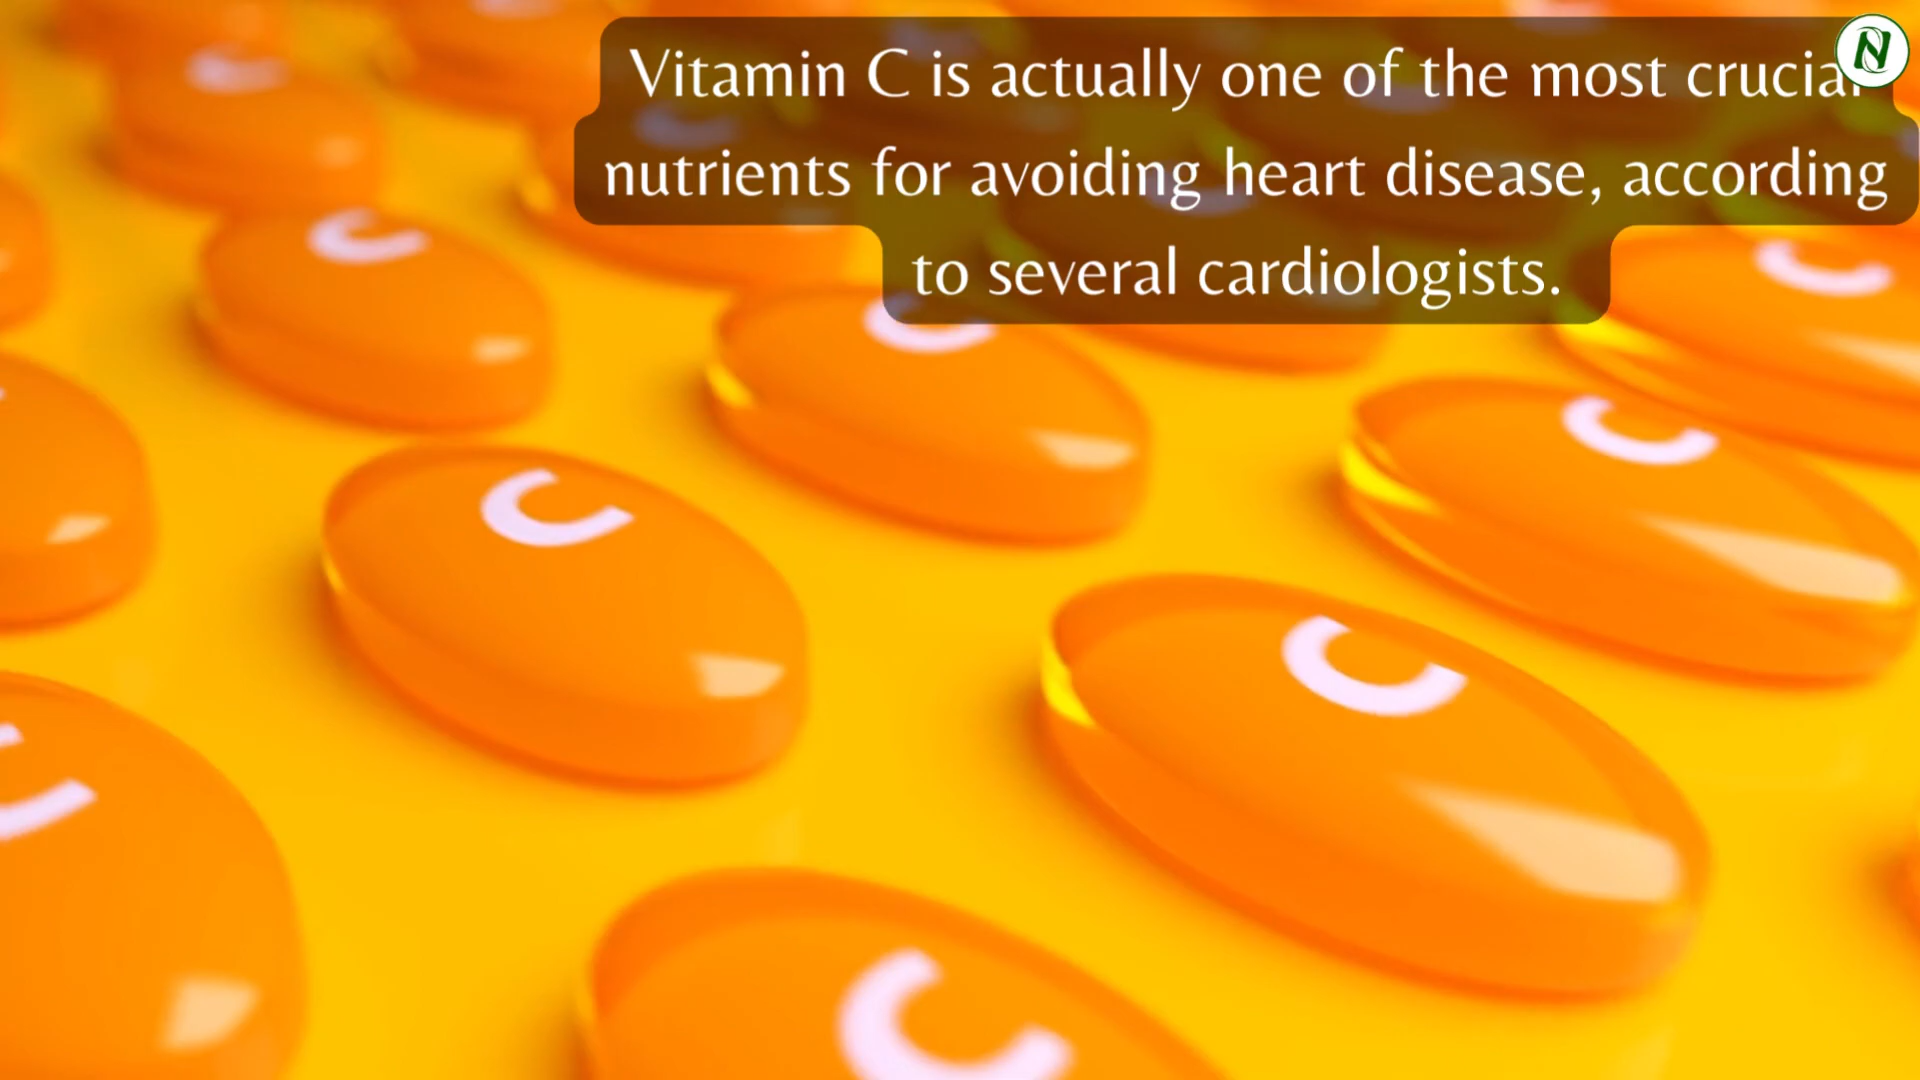 Vitamin C is actually one of the most crucial
nutrients for avoiding heart disease, according
to several cardiologists.
N
C
C
C
C
C
C
C
C
C